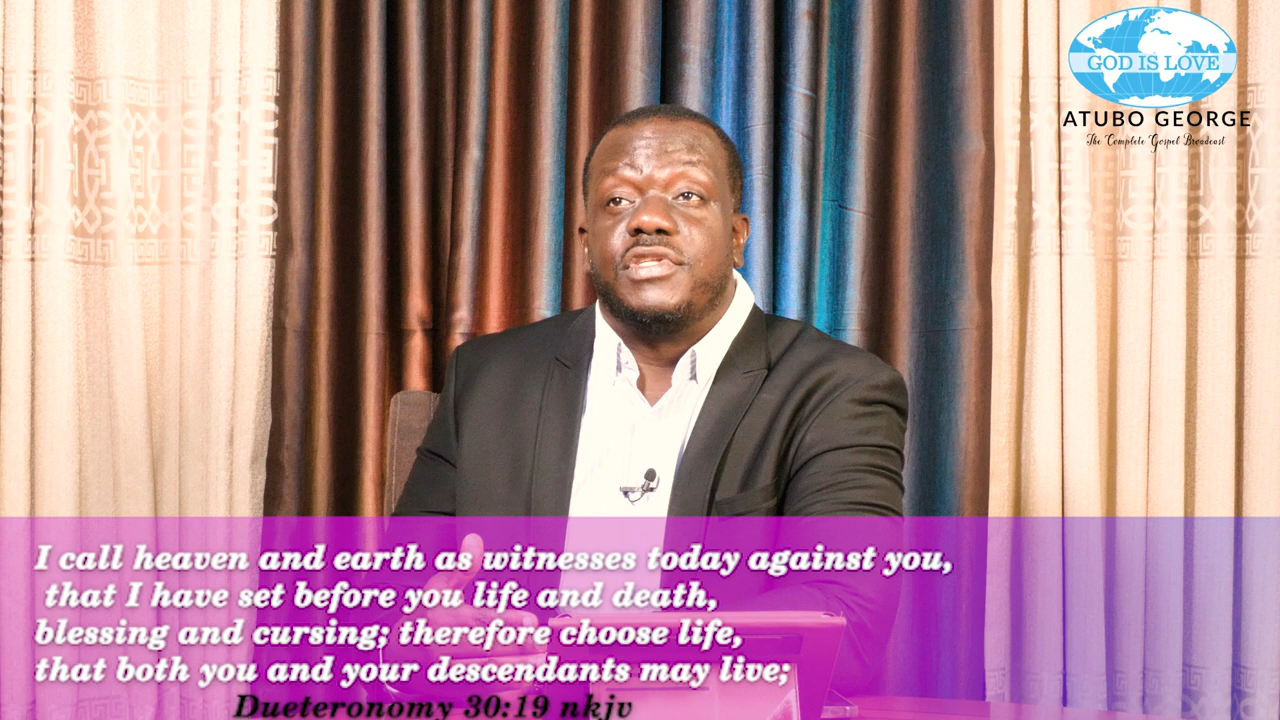 GOD IS LOVE
ATUBO GEORGE
The Complete Gospel Broadcast
I call heaven and earth as witnesses today against you,
that I have set before you life and death,
blessing and cursing; therefore choose life,
that both you and your descendants may live;
Dueteronomy 30:19 nkjv